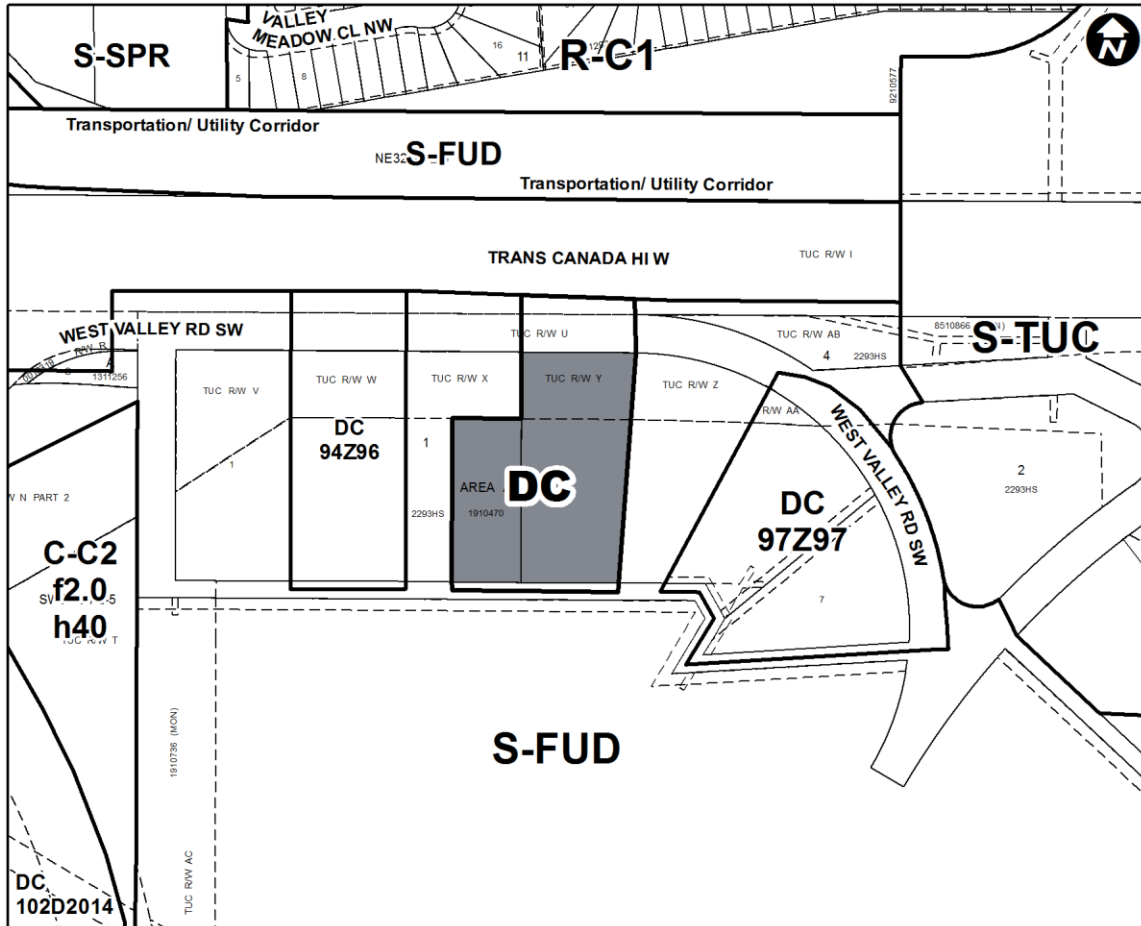 VALLEY
MEADOW CL NW
S-SPR
R-C1
N
5
8
16
11
9210577
Transportation/ Utility Corridor
NE32
S-FUD
Transportation/ Utility Corridor
TRANS CANADA HI W
TUC R/W I
WEST VALLEY RD SW
TUC R/W U
TUC R/W AB
4
2293HS
8510866
S-TUC
1311256
TUC R/W V
TUC R/W W
TUC R/W X
TUC R/W Y
TUC R/W Z
R/W AA
WEST VALLEY RD SW
DC
94Z96
1
1
2293HS
AREA
1910470
DC
DC
97Z97
7
2
2293HS
W N PART 2
C-C2
f2.0
h40
1910736 (MON)
S-FUD
TUC R/W AC
DC
102D2014